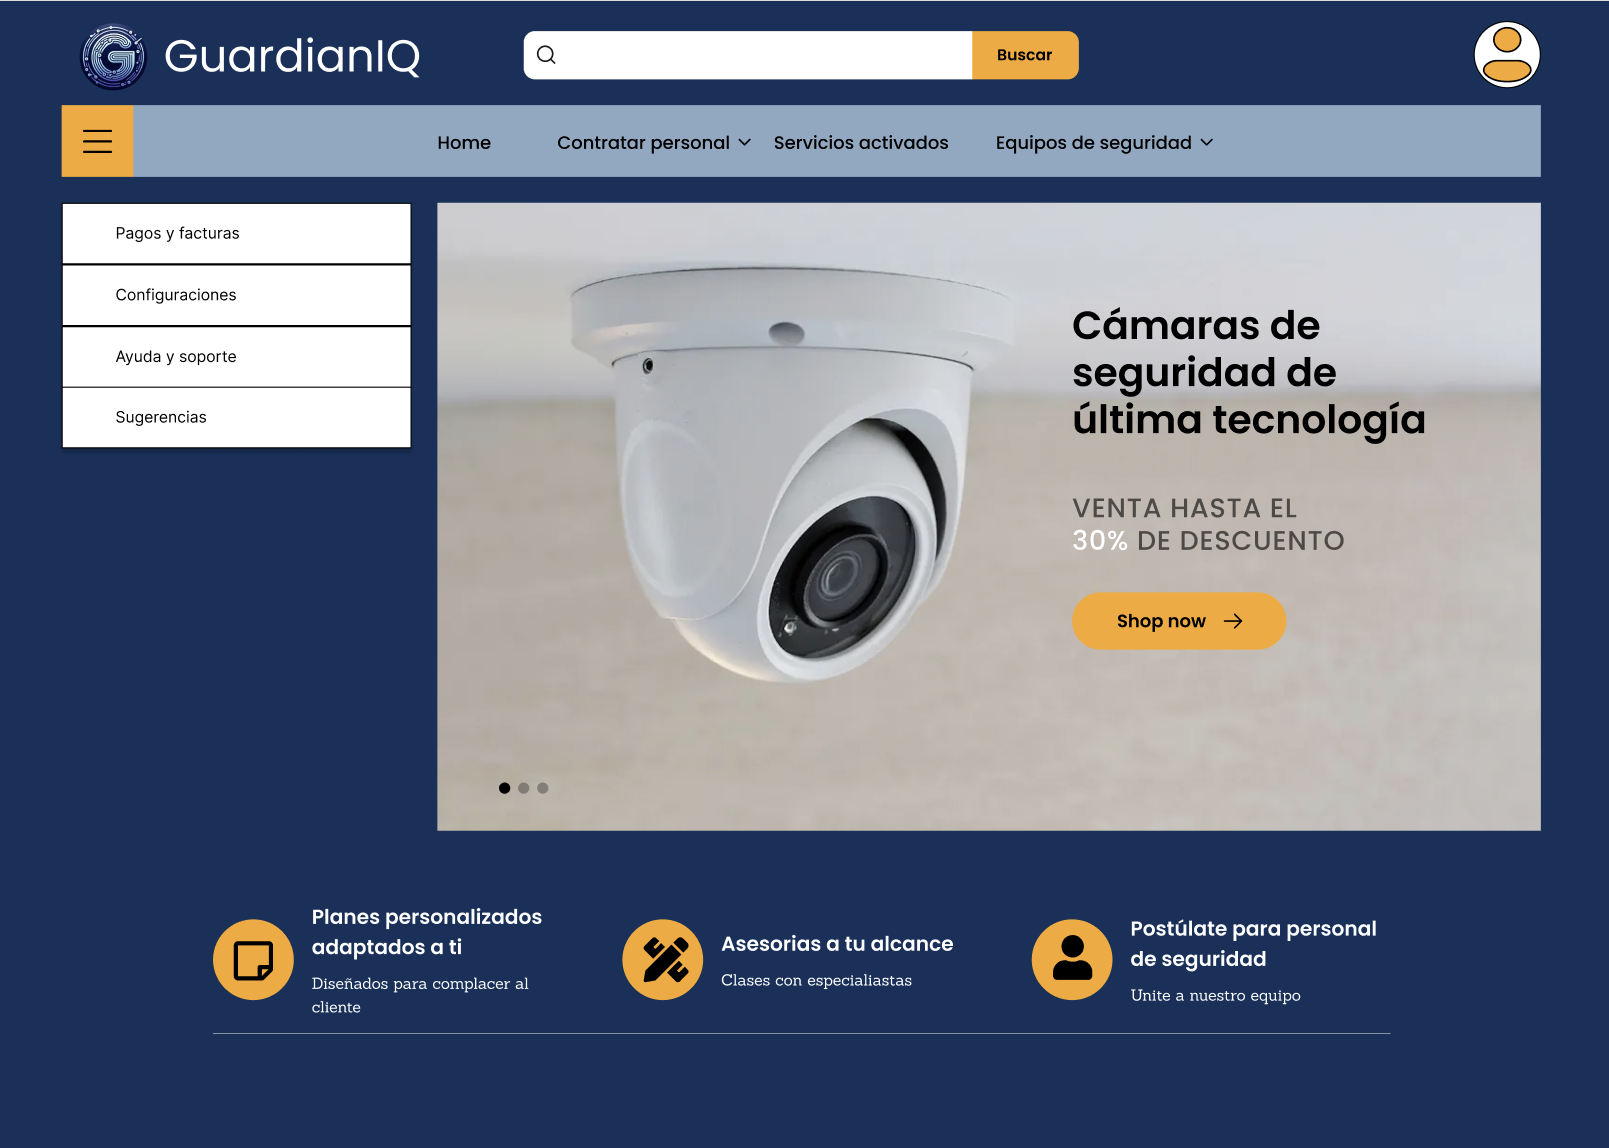 GuardianIQ
Buscar
Home
Contratar personal
Servicios activados
Equipos de seguridad
Pagos y facturas
Configuraciones
Ayuda y soporte
Sugerencias
Cámaras de
seguridad de
última tecnología
VENTA HASTA EL
30% DE DESCUENTO
Shop now
Planes personalizados
adaptados a ti
Diseñados para complacer al
cliente
Asesorias a tu alcance
Clases con especialiastas
Postúlate para personal
de seguridad
Unite a nuestro equipo